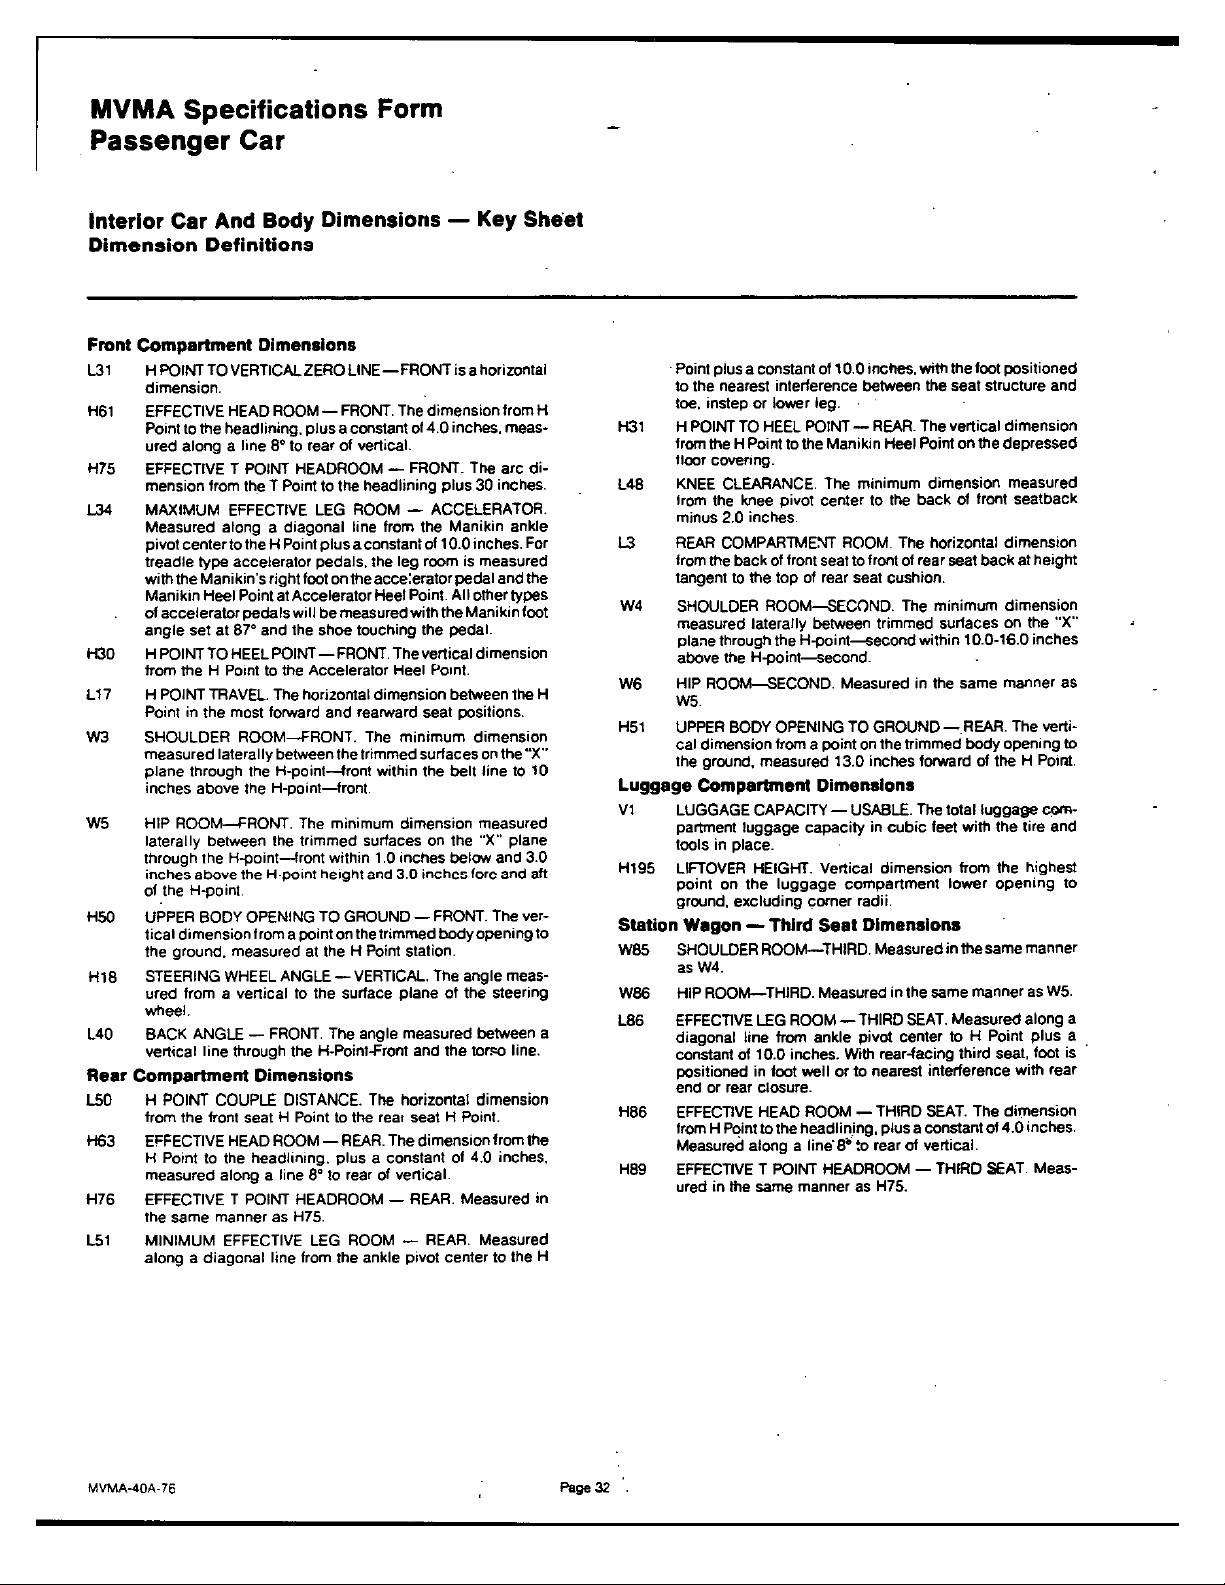 MVMA Specifications Form
Passenger Car
Interior Car And Body Dimensions — Key Sheet
Dimension Definitions
Front Compartment Dimensions
L31 H POINT TO VERTICAL ZERO LINE—FRONT is a horizontal
dimension.
H61 EFFECTIVE HEAD ROOM — FRONT. The dimension from H
Point to the headlining, plus a constant of 4.0 inches, meas-
ured along a line 8° to rear of vertical.
H75 EFFECTIVE T POINT HEADROOM — FRONT. The arc di-
mension from the T Point to the headlining plus 30 inches.
L34 MAXIMUM EFFECTIVE LEG ROOM — ACCELERATOR.
Measured along a diagonal line from the Manikin ankle
pivot center to the H Point plus a constant of 10.0 inches. For
treadle type accelerator pedals, the leg room is measured
with the Manikin's right foot on the accelerator pedal and the
Manikin Heel Point at Accelerator Heel Point. All other types
of accelerator pedals will be measured with the Manikin foot
angle set at 87° and the shoe touching the pedal.
H30 H POINT TO HEEL POINT — FRONT. The vertical dimension
from the H Point to the Accelerator Heel Point.
L17 H POINT TRAVEL. The horizontal dimension between the H
Point in the most forward and rearward seat positions.
W3 SHOULDER ROOM—FRONT. The minimum dimension
measured laterally between the trimmed surfaces on the "X"
plane through the H-point—front within the belt line to 10
inches above the H-point—front.
W5 HIP ROOM—FRONT. The minimum dimension measured
laterally between the trimmed surfaces on the "X" plane
through the H-point—front within 1.0 inches below and 3.0
inches above the H-point height and 3.0 inches fore and aft
of the H-point.
H50 UPPER BODY OPENING TO GROUND — FRONT. The ver-
tical dimension from a point on the trimmed body opening to
the ground, measured at the H Point station.
H18 STEERING WHEEL ANGLE — VERTICAL. The angle meas-
ured from a vertical to the surface plane of the steering
wheel.
L40 BACK ANGLE — FRONT. The angle measured between a
vertical line through the H-Point-Front and the torso line.
Rear Compartment Dimensions
L50 H POINT COUPLE DISTANCE. The horizontal dimension
from the front seat H Point to the rear seat H Point.
H63 EFFECTIVE HEAD ROOM — REAR. The dimension from the
H Point to the headlining, plus a constant of 4.0 inches,
measured along a line 8° to rear of vertical.
H76 EFFECTIVE T POINT HEADROOM — REAR. Measured in
the same manner as H75.
L51 MINIMUM EFFECTIVE LEG ROOM — REAR. Measured
along a diagonal line from the ankle pivot center to the H
Point plus a constant of 10.0 inches, with the foot positioned
to the nearest interference between the seat structure and
toe, instep or lower leg.
H31 H POINT TO HEEL POINT — REAR. The vertical dimension
from the H Point to the Manikin Heel Point on the depressed
floor covering.
L48 KNEE CLEARANCE. The minimum dimension measured
from the knee pivot center to the back of front seatback
minus 2.0 inches.
L3 REAR COMPARTMENT ROOM. The horizontal dimension
from the back of front seat to front of rear seat back at height
tangent to the top of rear seat cushion.
W4 SHOULDER ROOM—SECOND. The minimum dimension
measured laterally between trimmed surfaces on the "X"
plane through the H-point—second within 10.0-16.0 inches
above the H-point—second.
W6 HIP ROOM—SECOND. Measured in the same manner as
W5.
H51 UPPER BODY OPENING TO GROUND — REAR. The verti-
cal dimension from a point on the trimmed body opening to
the ground, measured 13.0 inches forward of the H Point.
Luggage Compartment Dimensions
V1 LUGGAGE CAPACITY — USABLE. The total luggage com-
partment luggage capacity in cubic feet with the tire and
tools in place.
H195 LIFTOVER HEIGHT. Vertical dimension from the highest
point on the luggage compartment lower opening to
ground, excluding corner radii.
Station Wagon — Third Seat Dimensions
W85 SHOULDER ROOM—THIRD. Measured in the same manner
as W4.
W86 HIP ROOM—THIRD. Measured in the same manner as W5.
L86 EFFECTIVE LEG ROOM — THIRD SEAT. Measured along a
diagonal line from ankle pivot center to H Point plus a
constant of 10.0 inches. With rear-facing third seat, foot is
positioned in foot well or to nearest interference with rear
end or rear closure.
H86 EFFECTIVE HEAD ROOM — THIRD SEAT. The dimension
from H Point to the headlining, plus a constant of 4.0 inches.
Measured along a line 8° to rear of vertical.
H89 EFFECTIVE T POINT HEADROOM — THIRD SEAT. Meas-
ured in the same manner as H75.
MVMA-40A-76
Page 32